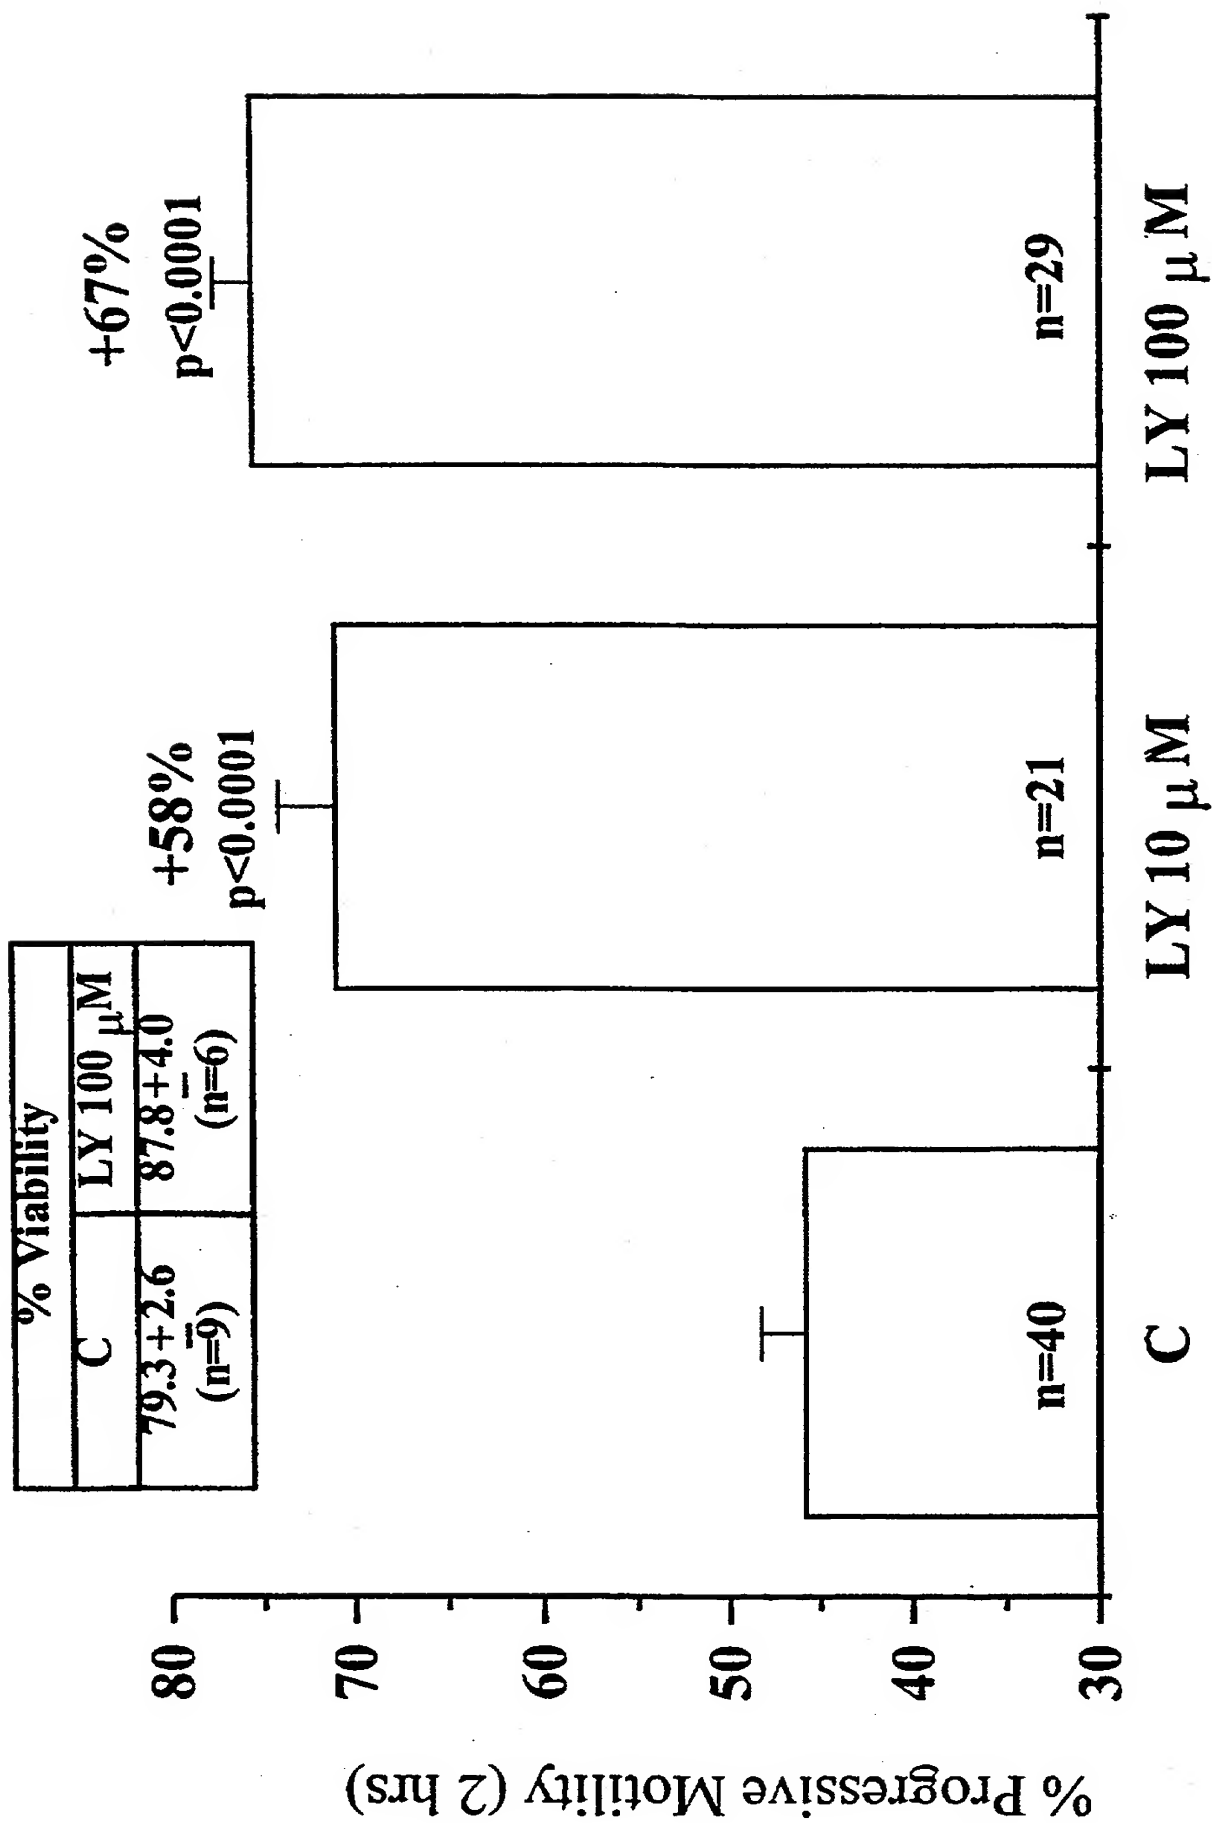 % Viability
C LY 100 μM
79.3±2.6 87.8±4.0
(n=9) (n=6)
+58%
p<0.0001
+67%
p<0.0001
% Progressive Motility (2 hrs)
80
70
60
50
40
30
n=40
n=21
n=29
C
LY 10 μM
LY 100 μM